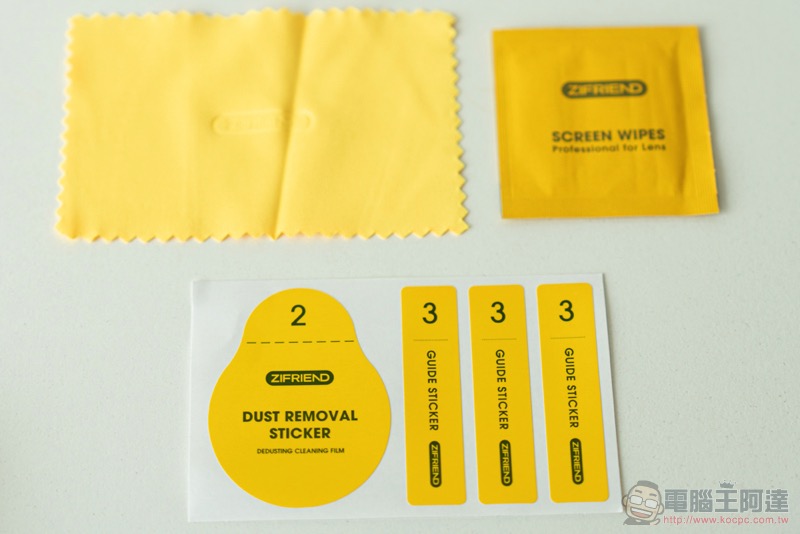 ZIFRIEND
ZIFRIEND
SCREEN WIPES
Professional for Lens
2
ZIFRIEND
DUST REMOVAL
STICKER
DEDUSTING CLEANING FILM
3
GUIDE STICKER
ZIFRIEND
3
GUIDE STICKER
ZIFRIEND
3
GUIDE STICKER
ZIFRIEND
電腦王阿達
http://www.kocpc.com.tw